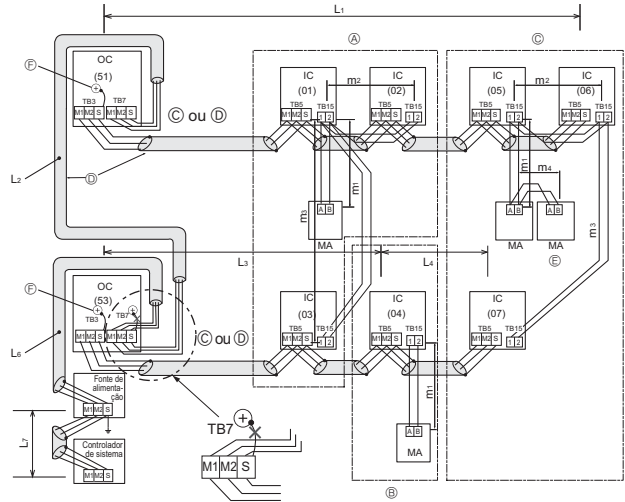 L1
Ⓐ
Ⓒ
Ⓕ
OC
(51)
TB3 TB7
M1 M2 S M1 M2 S
Ⓒ ou Ⓓ
IC
(01)
TB5 TB15
M1 M2 S 1 2
m2
IC
(02)
TB5 TB15
M1 M2 S 1 2
IC
(05)
TB5 TB15
M1 M2 S 1 2
m2
IC
(06)
TB5 TB15
M1 M2 S 1 2
L2
Ⓓ
m3
m1
A B
MA
m1
m4
A B
MA
A B
MA
Ⓔ
m3
L3
L4
Ⓕ
OC
(53)
TB3 TB7
M1 M2 S M1 M2 S
Ⓒ ou Ⓓ
IC
(03)
TB5 TB15
M1 M2 S 1 2
IC
(04)
TB5 TB15
M1 M2 S 1 2
IC
(07)
TB5 TB15
M1 M2 S 1 2
L6
m1
A B
MA
Fonte de
alimenta-
ção
M1 M2 S
L7
Controlador
de sistema
M1 M2 S
TB7
M1 M2 S
Ⓑ